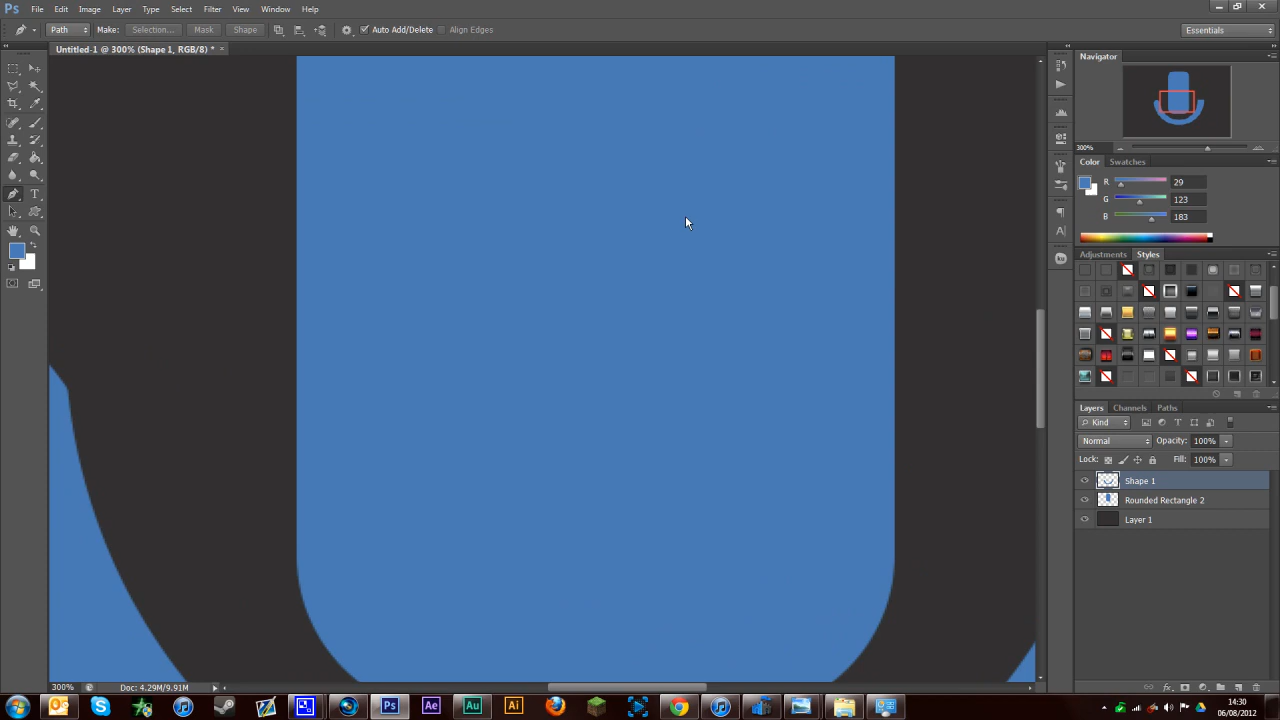 Ps File Edit Image Layer Type Select Filter View Window Help
Path Make: Selection... Mask Shape Auto Add/Delete Align Edges Essentials
Untitled-1 @ 300% (Shape 1, RGB/8) * ×
Navigator
300%
Color Swatches
R 29
G 123
B 183
Adjustments Styles
Layers Channels Paths
Kind
Normal Opacity: 100%
Lock: Fill: 100%
Shape 1
Rounded Rectangle 2
Layer 1
300% Doc: 4.29M/9.91M
Ps Ae Au Ai
14:30
06/08/2012